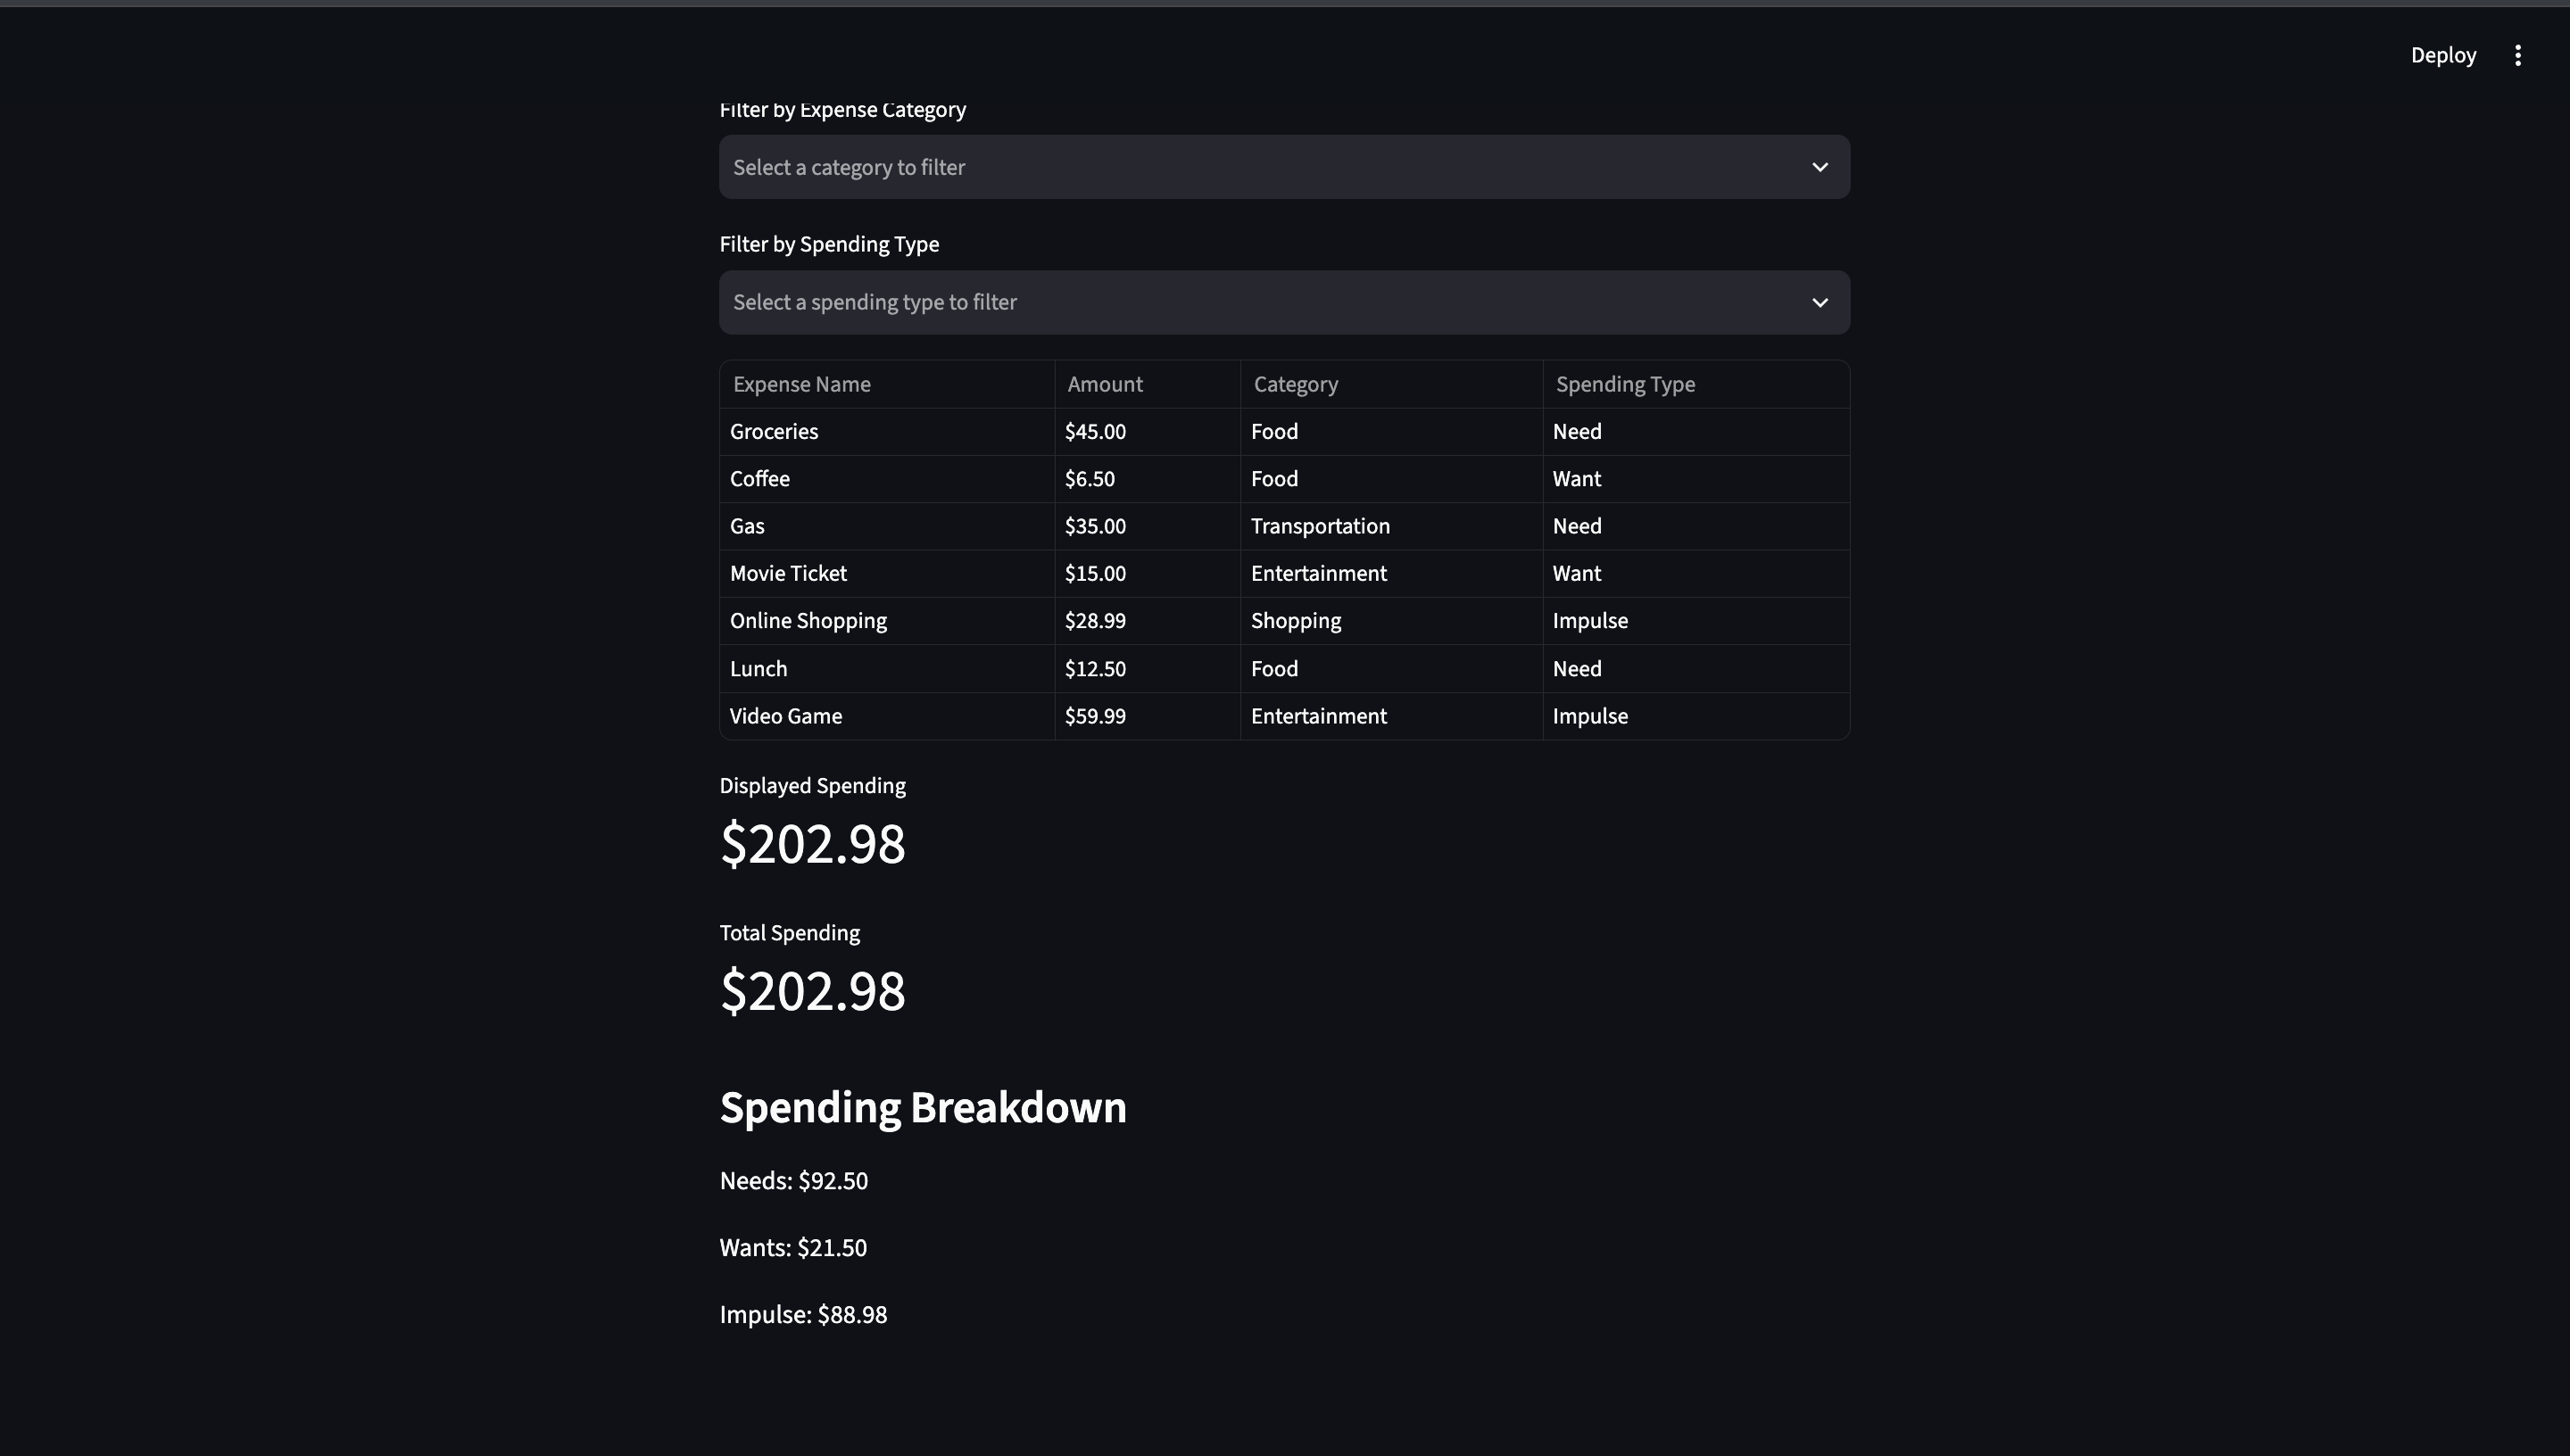 Deploy
Filter by Expense Category
Select a category to filter
Filter by Spending Type
Select a spending type to filter
Expense Name Amount Category Spending Type
Groceries $45.00 Food Need
Coffee $6.50 Food Want
Gas $35.00 Transportation Need
Movie Ticket $15.00 Entertainment Want
Online Shopping $28.99 Shopping Impulse
Lunch $12.50 Food Need
Video Game $59.99 Entertainment Impulse
Displayed Spending
$202.98
Total Spending
$202.98
Spending Breakdown
Needs: $92.50
Wants: $21.50
Impulse: $88.98